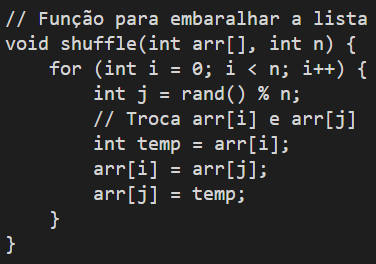 // Função para embaralhar a lista
void shuffle(int arr[], int n) {
    for (int i = 0; i < n; i++) {
        int j = rand() % n;
        // Troca arr[i] e arr[j]
        int temp = arr[i];
        arr[i] = arr[j];
        arr[j] = temp;
    }
}